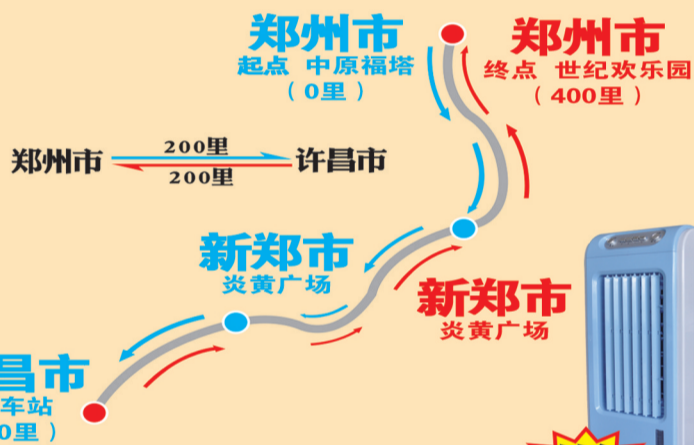 郑州市
起点 中原福塔
（0里）
郑州市
终点 世纪欢乐园
（400里）
郑州市
200里
200里
许昌市
新郑市
炎黄广场
新郑市
炎黄广场
昌市
车站
0里）